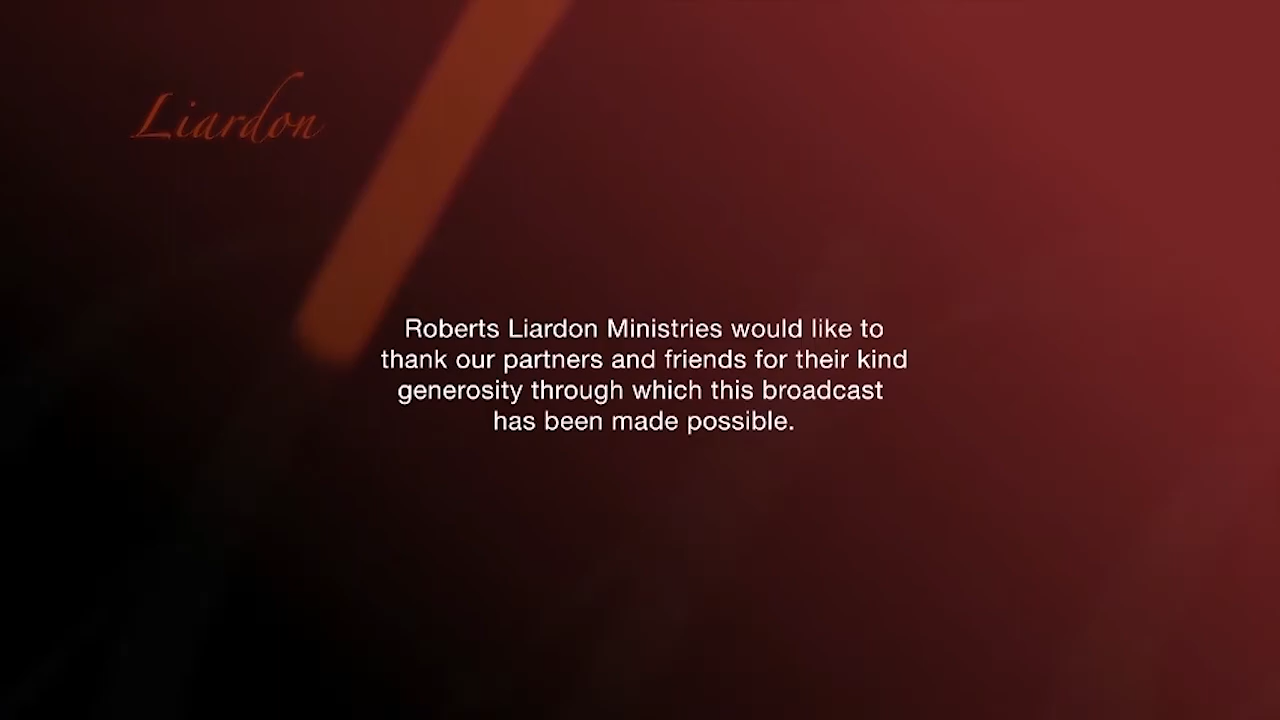 Liardon
Roberts Liardon Ministries would like to
thank our partners and friends for their kind
generosity through which this broadcast
has been made possible.